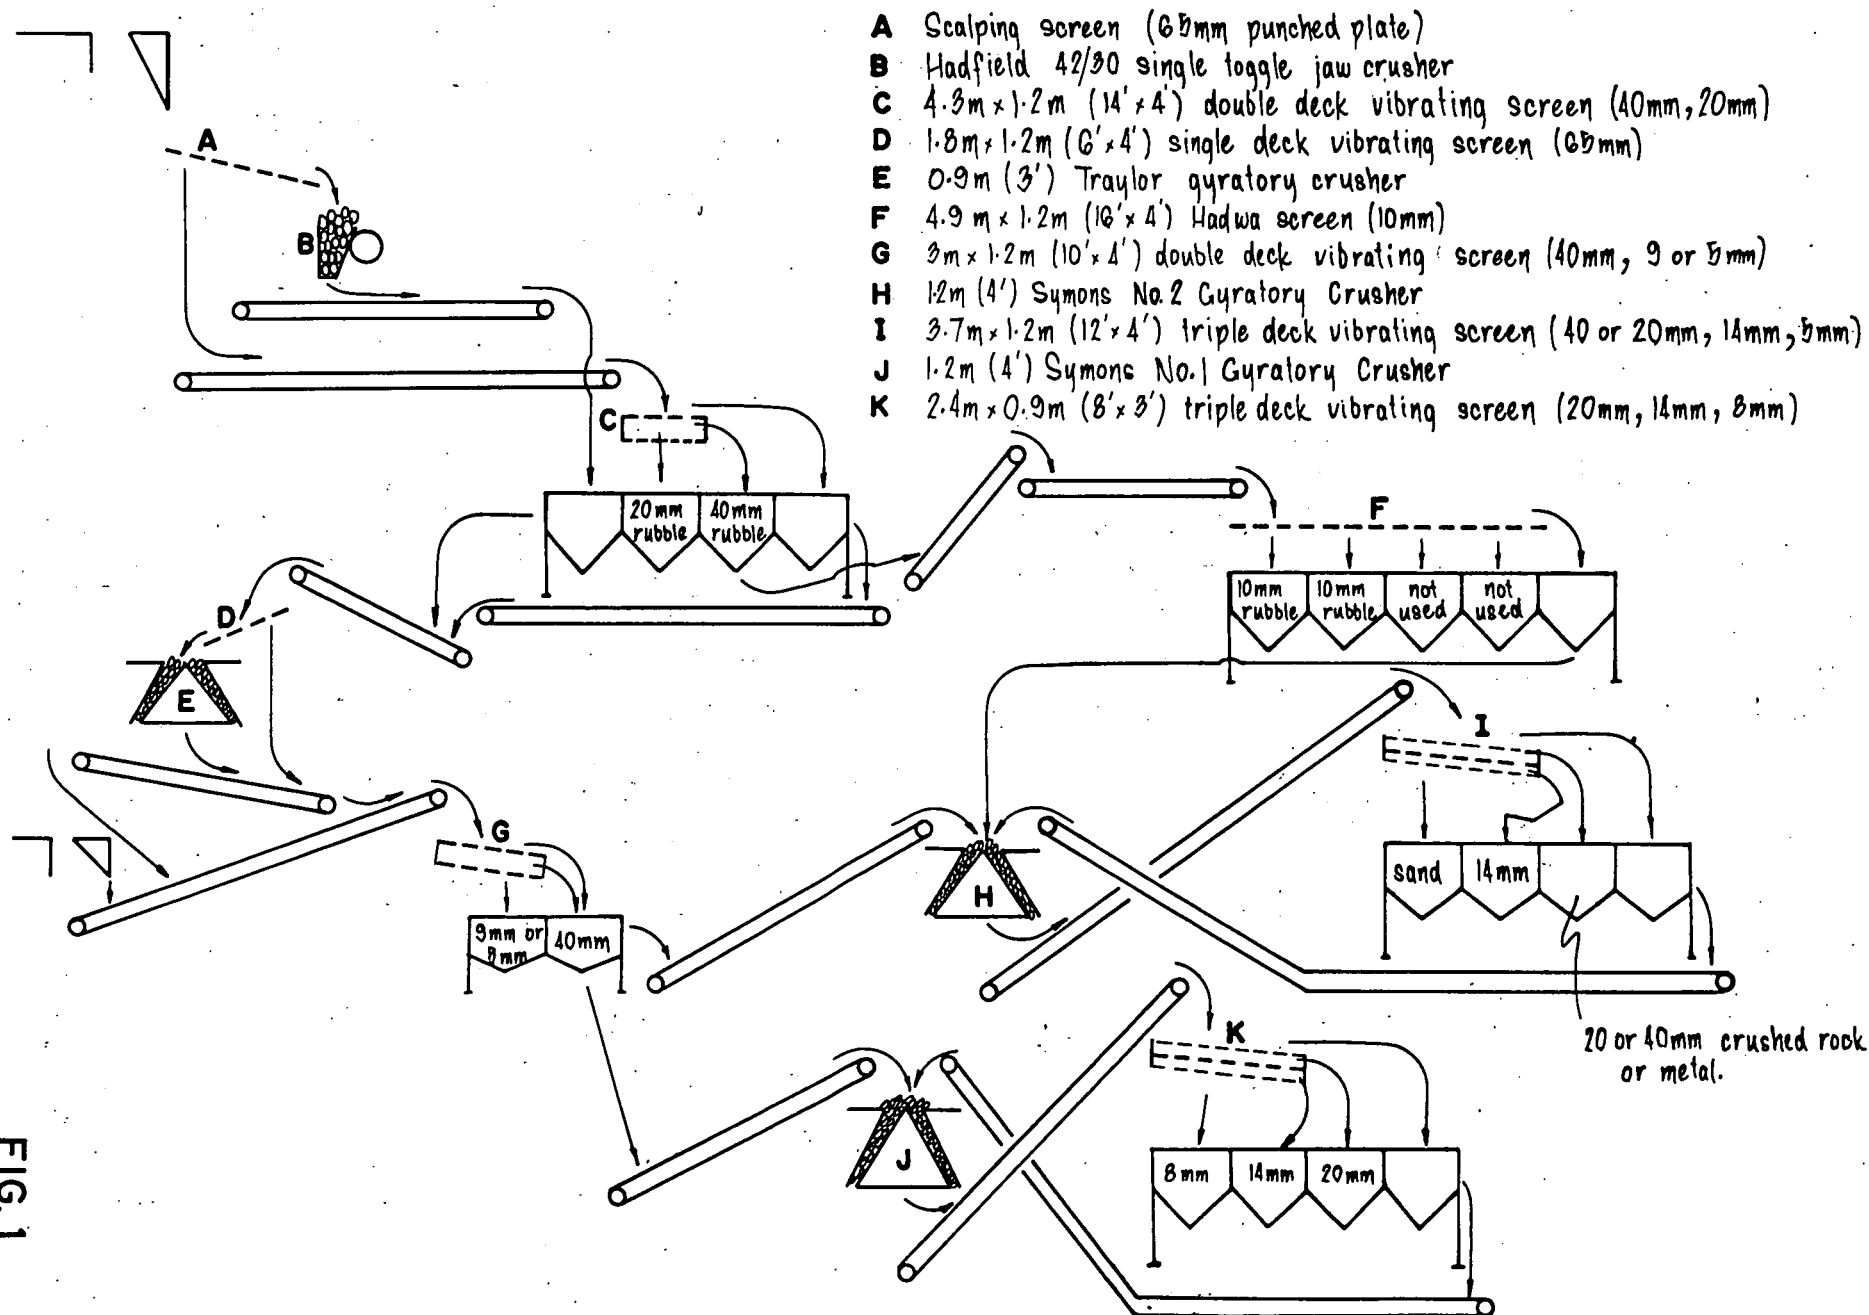 A Scalping screen (65mm punched plate)
B Hadfield 42/30 single toggle jaw crusher
C 4.3m × 1.2m (14' × 4') double deck vibrating screen (40mm, 20mm)
D 1.8m × 1.2m (6' × 4') single deck vibrating screen (65mm)
E 0.9m (3') Traylor gyratory crusher
F 4.9m × 1.2m (16' × 4') Hadwa screen (10mm)
G 3m × 1.2m (10' × 4') double deck vibrating screen (40mm, 9 or 5mm)
H 1.2m (4') Symons No.2 Gyratory Crusher
I 3.7m × 1.2m (12' × 4') triple deck vibrating screen (40 or 20mm, 14mm, 5mm)
J 1.2m (4') Symons No.1 Gyratory Crusher
K 2.4m × 0.9m (8' × 3') triple deck vibrating screen (20mm, 14mm, 8mm)
A
B
C
20mm
rubble
40mm
rubble
F
10mm
rubble
10mm
rubble
not
used
not
used
D
E
I
G
H
sand
14mm
9mm or
5mm
40mm
20 or 40mm crushed rock
or metal.
K
J
8mm
14mm
20mm
FIG. 1